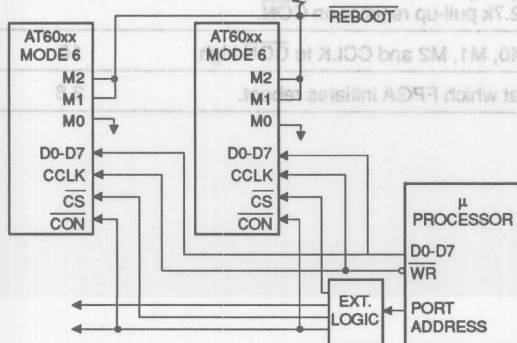 REBOOT
AT60xx
MODE 6
M2
M1
M0
D0-D7
CCLK
CS
CON
AT60xx
MODE 6
M2
M1
M0
D0-D7
CCLK
CS
CON
µ
PROCESSOR
D0-D7
WR
PORT
ADDRESS
EXT.
LOGIC